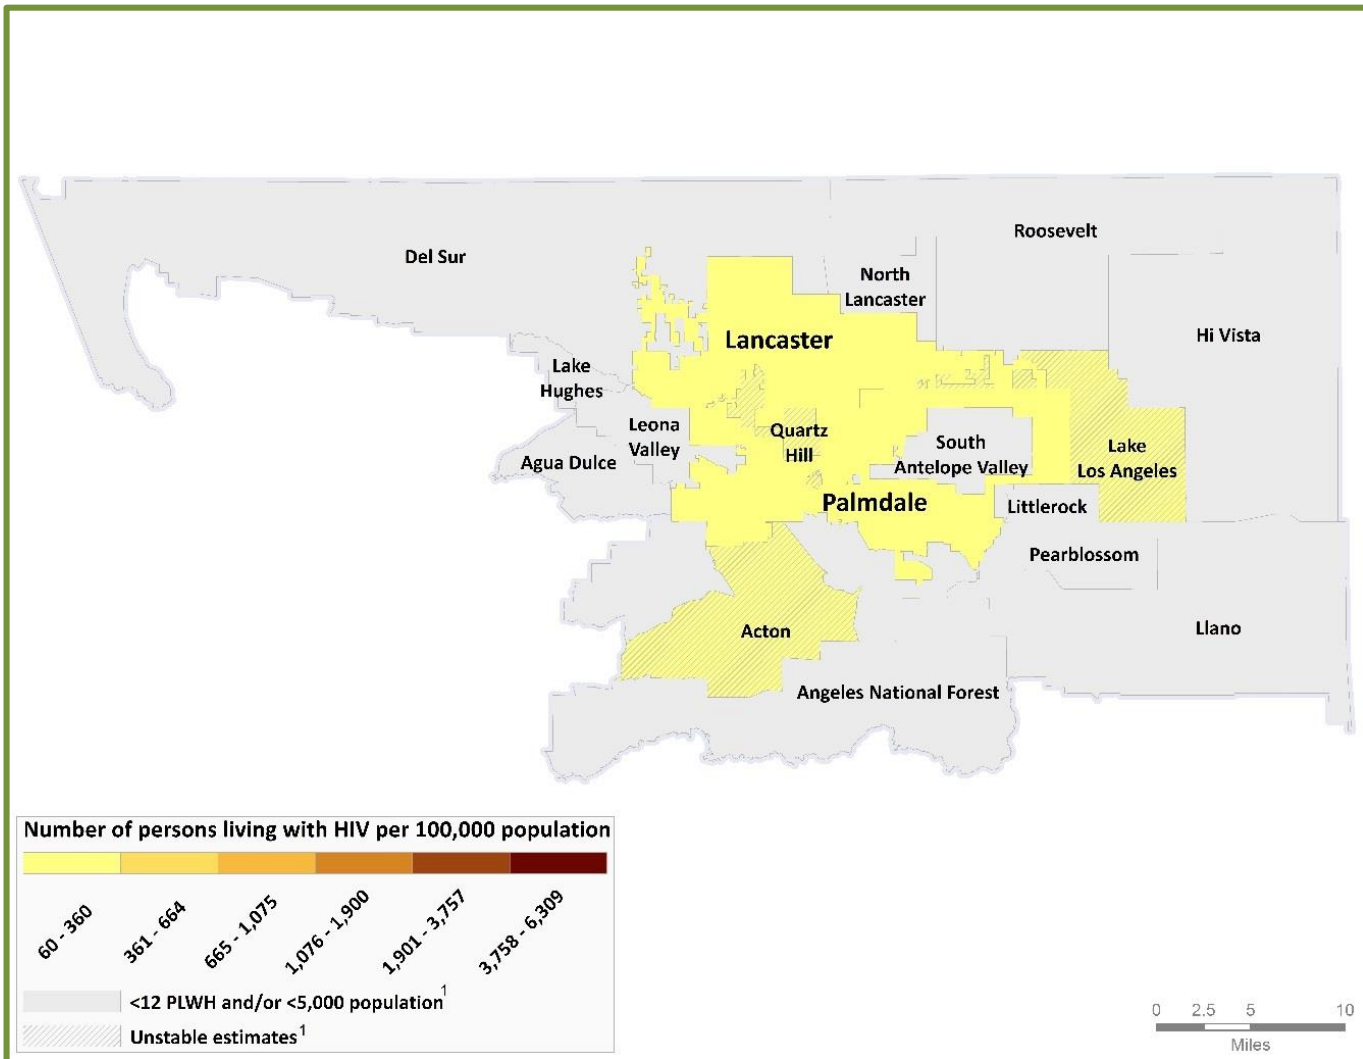 Roosevelt
Del Sur
North
Lancaster
Hi Vista
Lancaster
Lake
Hughes
Leona
Valley
Quartz
Hill
South
Antelope Valley
Lake
Los Angeles
Agua Dulce
Palmdale
Littlerock
Pearblossom
Acton
Llano
Angeles National Forest
Number of persons living with HIV per 100,000 population
60 - 360
361 - 664
665 - 1,075
1,076 - 1,900
1,901 - 3,757
3,758 - 6,309
<12 PLWH and/or <5,000 population¹
Unstable estimates¹
0 2.5 5 10
Miles